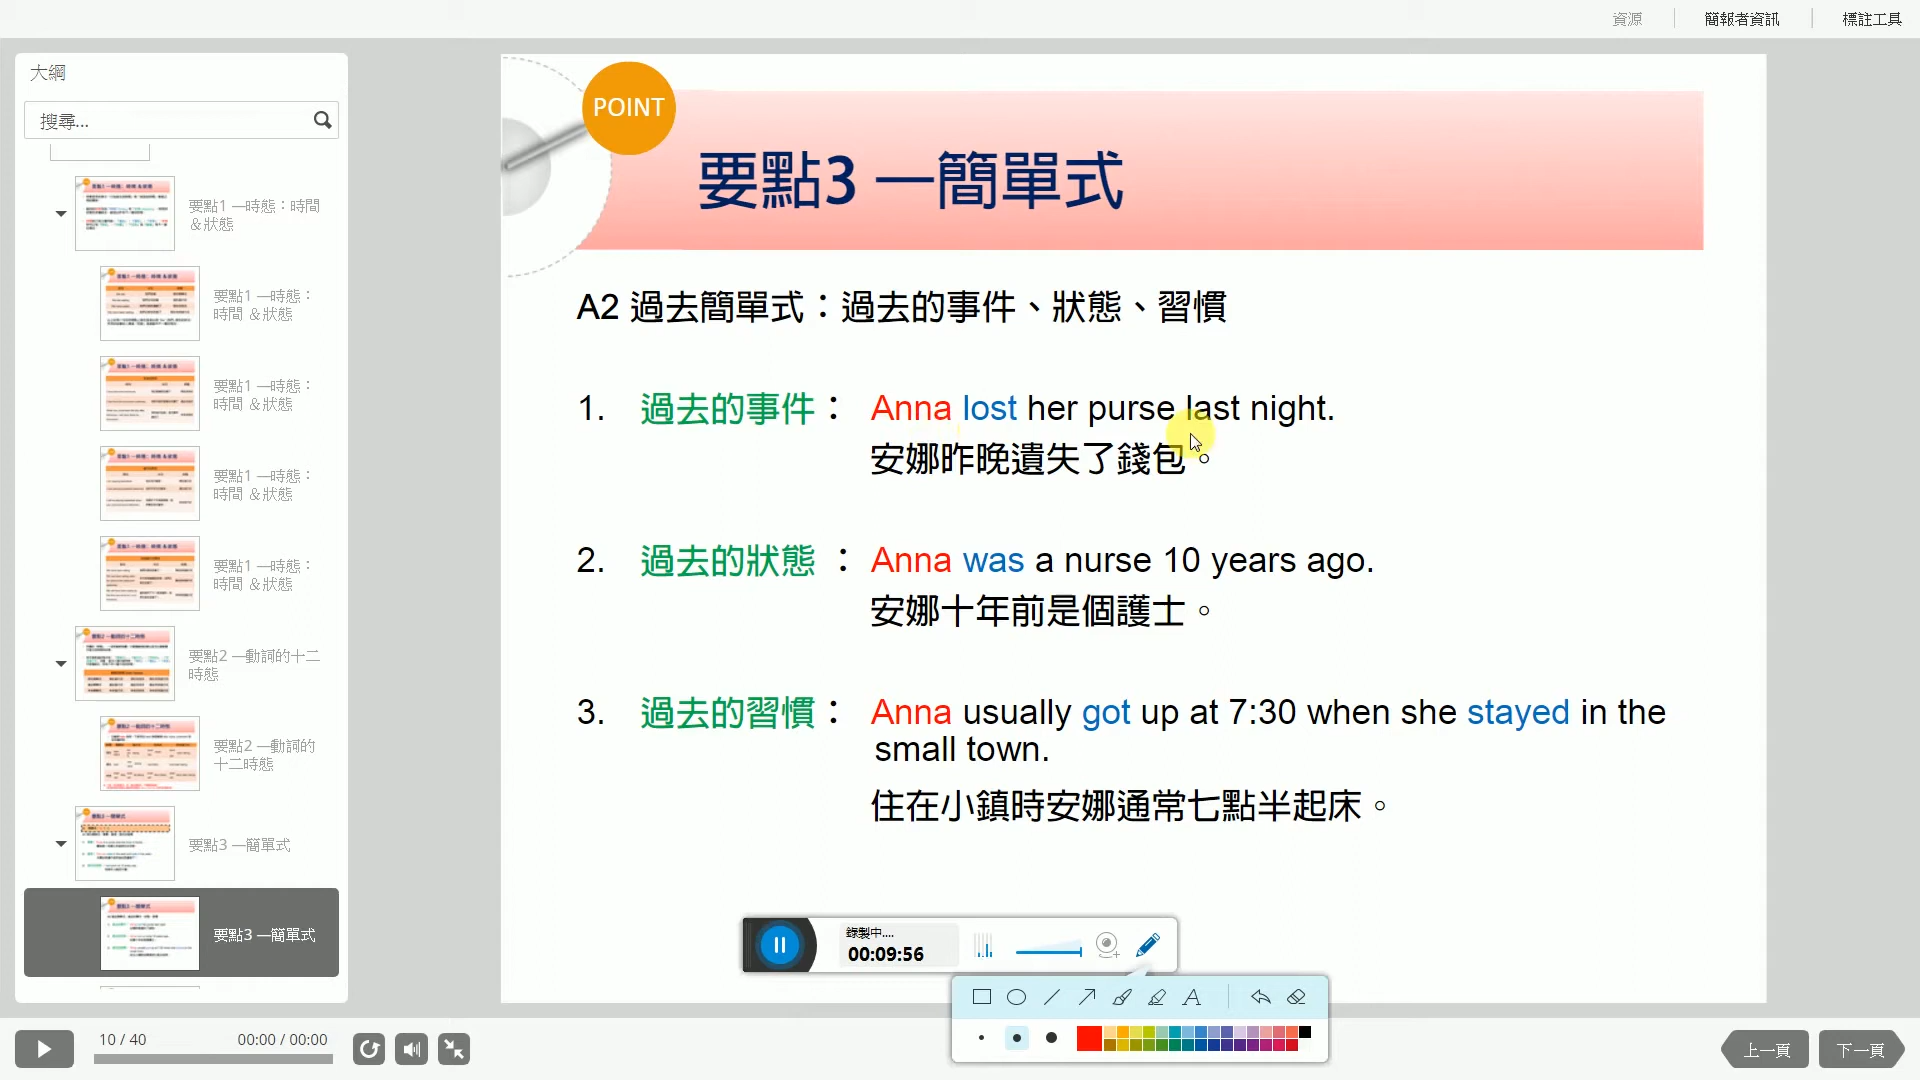 資源
簡報者資訊
標註工具
大綱
搜尋...
要點1 —時態：時間
＆狀態
要點1 —時態：
時間 ＆狀態
要點1 —時態：
時間 ＆狀態
要點1 —時態：
時間 ＆狀態
要點1 —時態：
時間 ＆狀態
要點2 —動詞的十二
時態
要點2 —動詞的
十二時態
要點3 —簡單式
要點3 —簡單式
POINT
要點3 —簡單式
A2 過去簡單式：過去的事件、狀態、習慣
1. 過去的事件： Anna lost her purse last night.
安娜昨晚遺失了錢包。
2. 過去的狀態 ： Anna was a nurse 10 years ago.
安娜十年前是個護士。
3. 過去的習慣： Anna usually got up at 7:30 when she stayed in the
small town.
住在小鎮時安娜通常七點半起床。
錄製中....
00:09:56
A
10 / 40
00:00 / 00:00
上一頁
下一頁